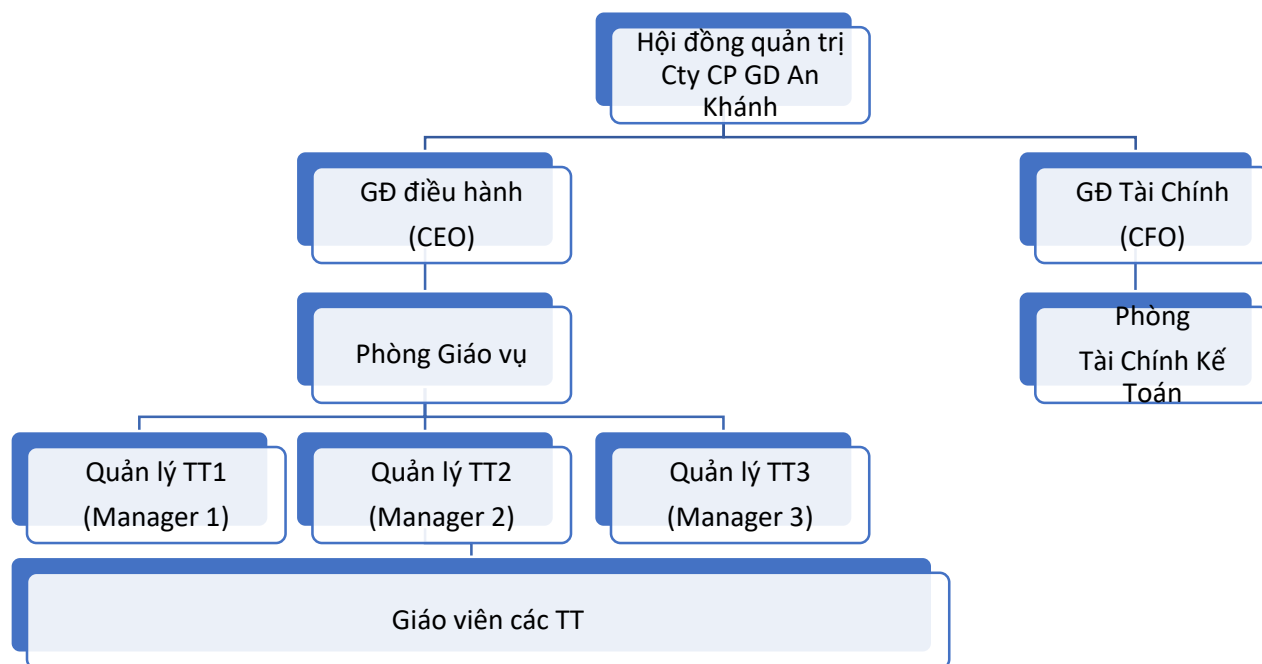 Hội đồng quản trị
Cty CP GD An
Khánh
GĐ điều hành
(CEO)
GĐ Tài Chính
(CFO)
Phòng Giáo vụ
Phòng
Tài Chính Kế
Toán
Quản lý TT1
(Manager 1)
Quản lý TT2
(Manager 2)
Quản lý TT3
(Manager 3)
Giáo viên các TT